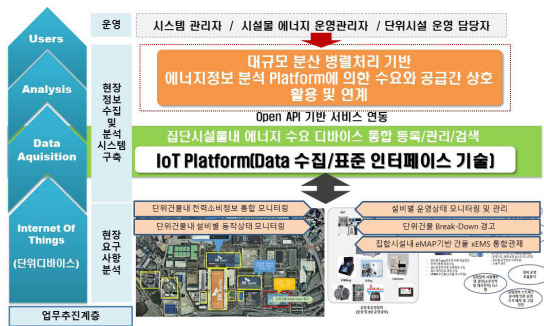 Users
운영
시스템 관리자 / 시설물 에너지 운영관리자 / 단위시설 운영 담당자
Analysis
현장
정보
수집
및
분석
시스템
구축
대규모 분산 병렬처리 기반
에너지정보 분석 Platform에 의한 수요와 공급간 상호
활용 및 연계
Open API 기반 서비스 연동
Data
Aquisition
집단시설물내 에너지 수요 디바이스 통합 등록/관리/검색
IoT Platform(Data 수집/표준 인터페이스 기술)
Internet Of
Things
(단위디바이스)
현장
요구
사항
분석
단위건물내 전력소비정보 통합 모니터링
단위건물내 설비별 동작상태 모니터링
설비별 운영상태 모니터링 및 관리
단위건물 Break-Down 경고
집합시설내 eMAP기반 건물 xEMS 통합관제
업무추진계층